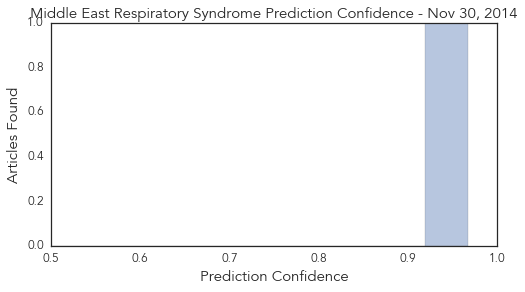 Middle East Respiratory Syndrome Prediction Confidence - Nov 30, 2014
1.0
0.8
0.6
0.4
0.2
0.0
Articles Found
0.5 0.6 0.7 0.8 0.9 1.0
Prediction Confidence